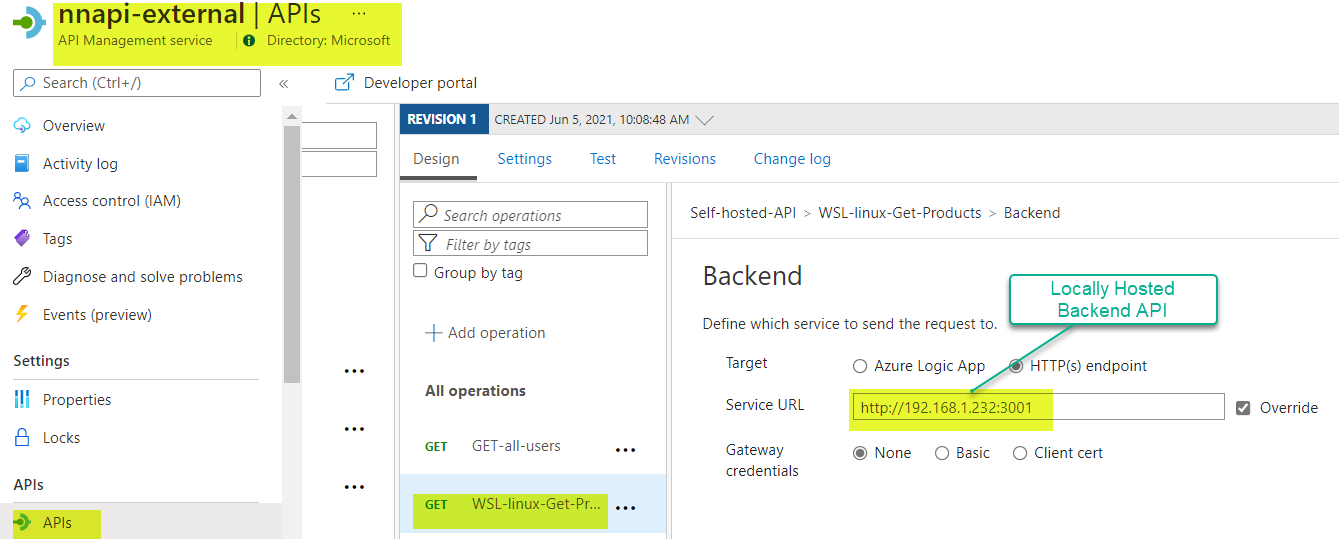 nnapi-external | APIs ...
API Management service
Directory: Microsoft
Search (Ctrl+/)
«
Developer portal
Overview
Activity log
Access control (IAM)
Tags
Diagnose and solve problems
Events (preview)
Settings
Properties
Locks
APIs
APIs
REVISION 1
CREATED Jun 5, 2021, 10:08:48 AM
Design
Settings
Test
Revisions
Change log
Search operations
Filter by tags
Group by tag
Add operation
All operations
GET GET-all-users
GET WSL-linux-Get-Pr...
Self-hosted-API > WSL-linux-Get-Products > Backend
Backend
Locally Hosted
Backend API
Define which service to send the request to.
Target
Azure Logic App
HTTP(s) endpoint
Service URL
http://192.168.1.232:3001
Override
Gateway
credentials
None
Basic
Client cert